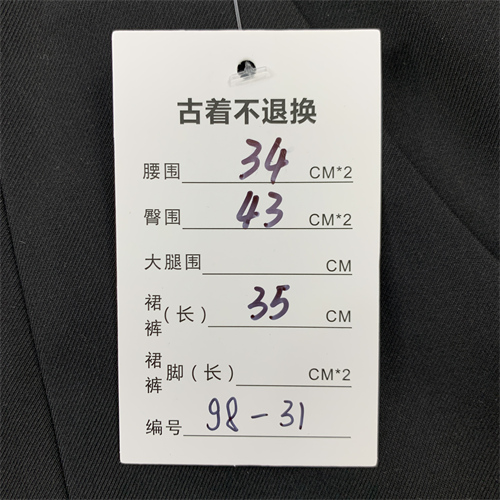 古着不退换
腰围 34 CM*2
臀围 43 CM*2
大腿围 CM
裙裤(长) 35 CM
裙裤脚(长) CM*2
编号 98-31